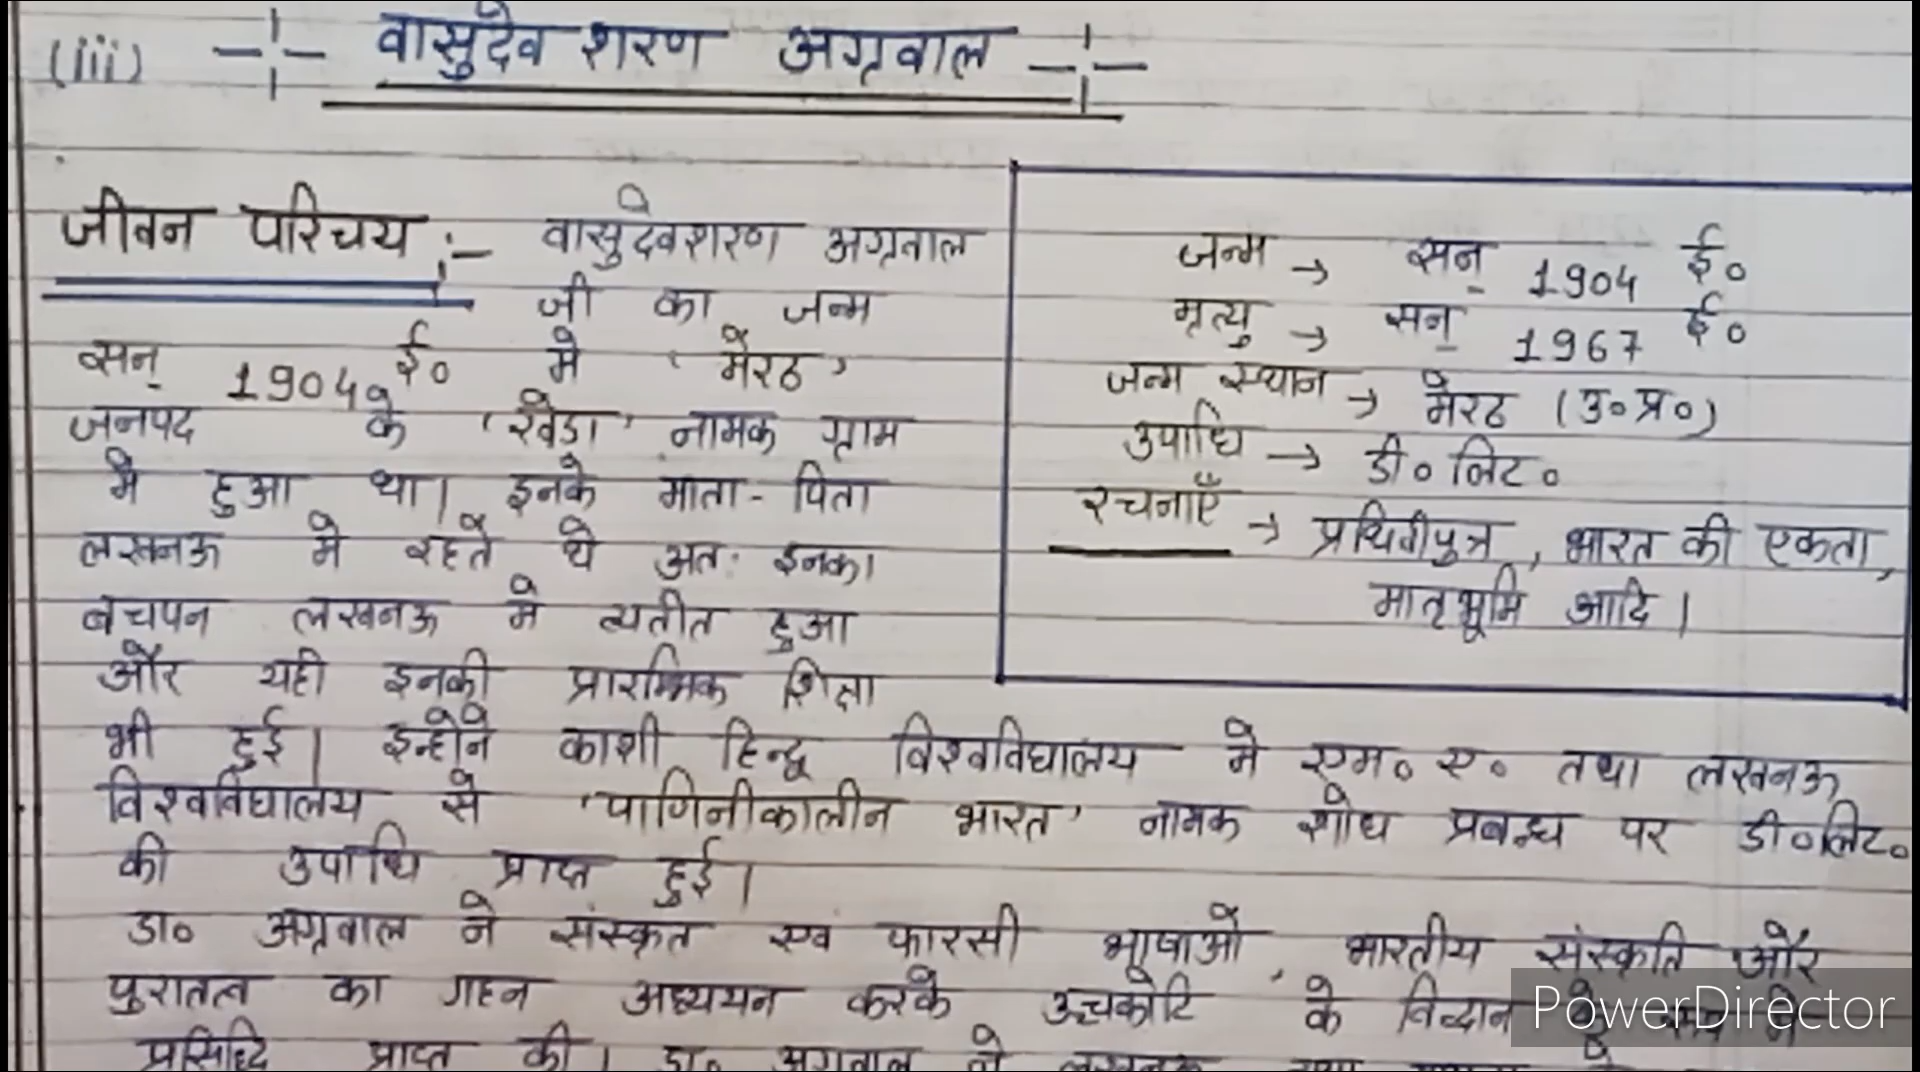 (iii) वासुदेव शरण अग्रवाल
जीवन परिचय :- वासुदेवशरण अग्रवाल
जी का जन्म
सन् 1904 ई० मे 'मेरठ'
जनपद के 'खेडा' नामक ग्राम
मे हुआ था। इनके माता-पिता
लखनऊ मे रहते थे अत: इनका
बचपन लखनऊ मे व्यतीत हुआ
और यही इनकी प्रारम्भिक शिक्षा
भी हुई। इन्होने काशी हिन्दू विश्वविद्यालय मे एम० ए० तथा लखनऊ
विश्वविद्यालय से 'पाणिनीकालीन भारत' नामक शोध प्रबन्ध पर डी०लिट०
की उपाधि प्राप्त हुई।
डा० अग्रवाल ने संस्कृत एव फारसी भाषाओ, भारतीय संस्कृति और
पुरातत्व का गहन अध्ययन करके उच्चकोटि के विद्वान
प्रसिद्दि प्राप्त की। डा० अग्रवाल ने लखनऊ तथा
जन्म → सन् 1904 ई०
मृत्यु → सन् 1967 ई०
जन्म स्थान → मेरठ (उ०प्र०)
उपाधि → डी०लिट०
रचनाएँ → प्रथिवीपुत्र, भारत की एकता,
मातृभूमि आदि।
PowerDirector